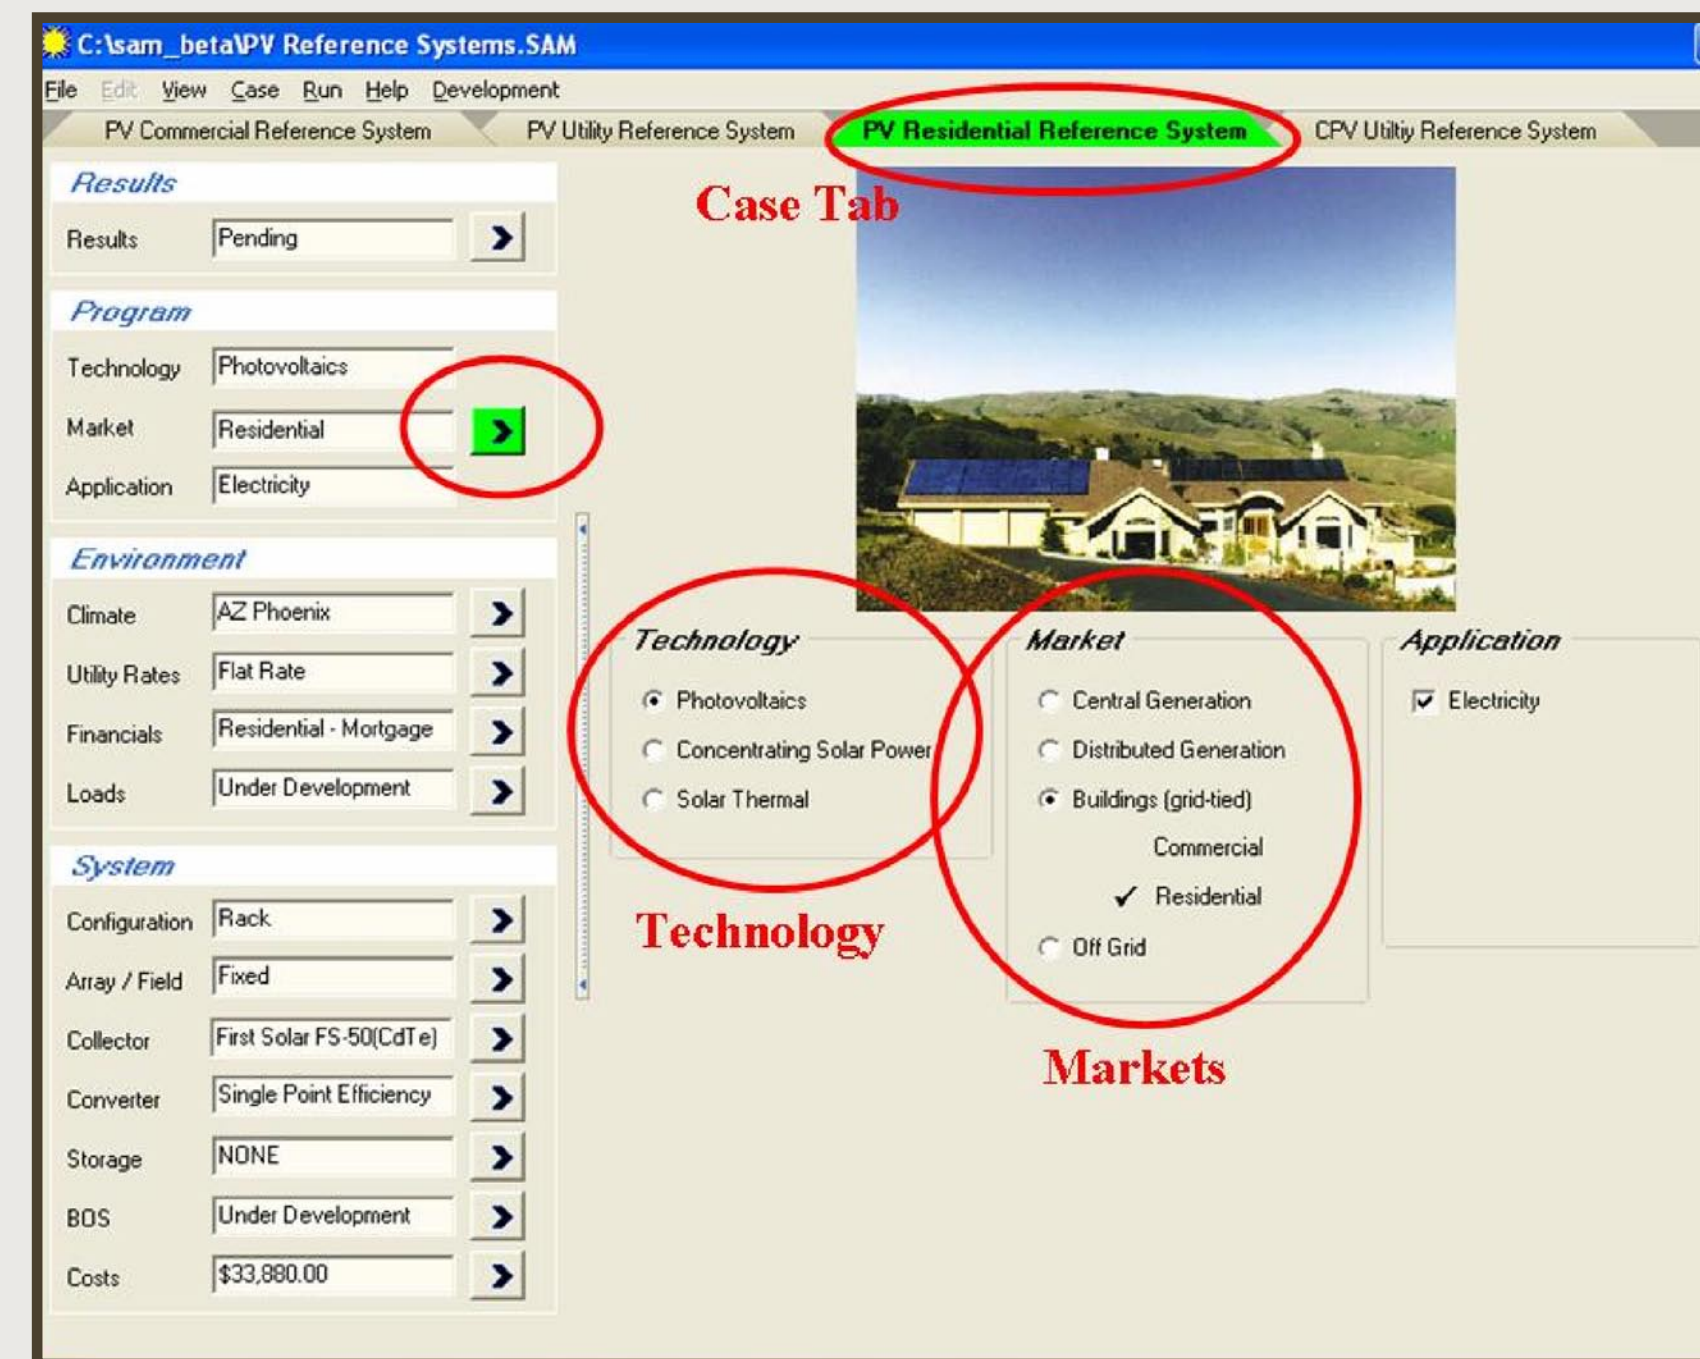 C:\sam_beta\PV Reference Systems.SAM
File Edit View Case Run Help Development
PV Commercial Reference System PV Utility Reference System PV Residential Reference System CPV Utiltiy Reference System
Case Tab
Results
Results Pending
Program
Technology Photovoltaics
Market Residential
Application Electricity
Environment
Climate AZ Phoenix
Utility Rates Flat Rate
Financials Residential - Mortgage
Loads Under Development
System
Configuration Rack
Array / Field Fixed
Collector First Solar FS-50(CdTe)
Converter Single Point Efficiency
Storage NONE
BOS Under Development
Costs $33,880.00
Technology
Photovoltaics
Concentrating Solar Power
Solar Thermal
Technology
Market
Central Generation
Distributed Generation
Buildings (grid-tied)
Commercial
Residential
Off Grid
Markets
Application
Electricity